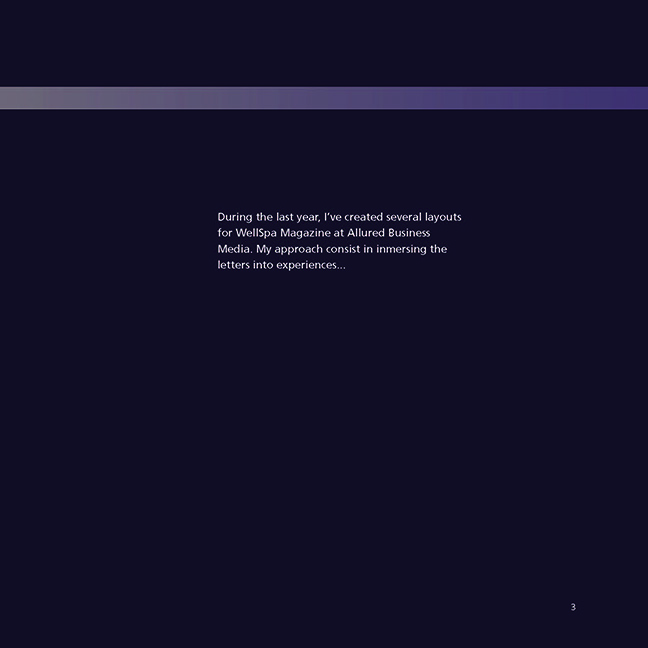 During the last year, I've created several layouts
for WellSpa Magazine at Allured Business
Media. My approach consist in inmersing the
letters into experiences...
3